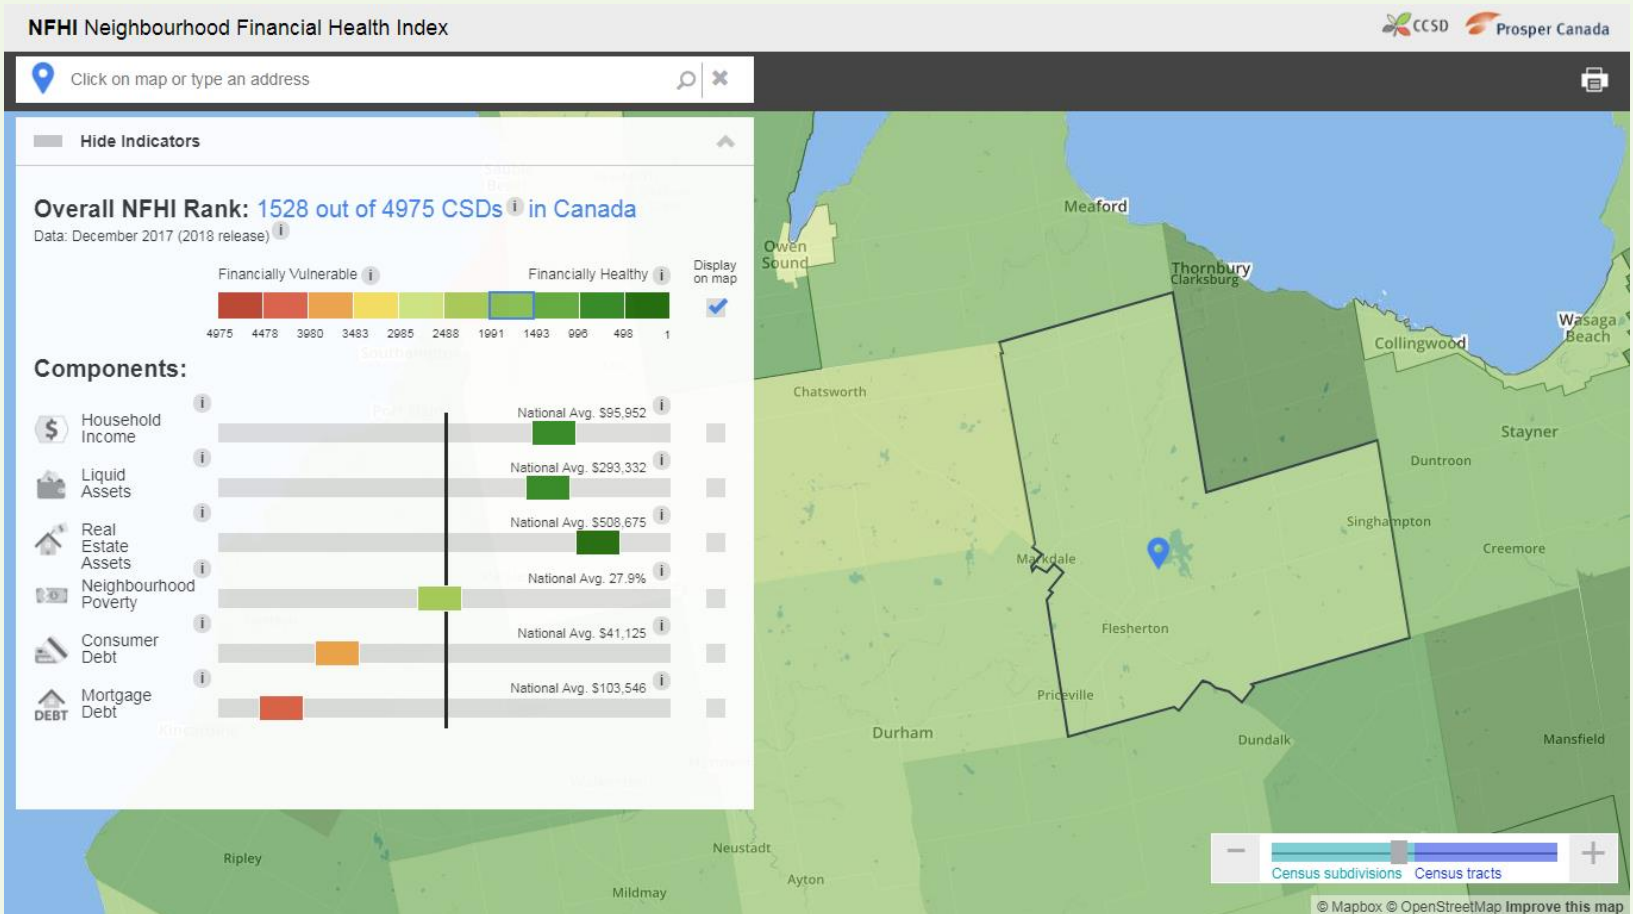 NFHI Neighbourhood Financial Health Index
CCSD
Prosper Canada
Click on map or type an address
Hide Indicators
Overall NFHI Rank: 1528 out of 4975 CSDs i in Canada
Data: December 2017 (2018 release) i
Financially Vulnerable i
Financially Healthy i
Display
on map
4975 4478 3980 3483 2985 2488 1991 1493 996 498 1
Components:
i
Household
Income
National Avg. $95,952 i
i
Liquid
Assets
National Avg. $293,332 i
i
Real
Estate
Assets
National Avg. $508,675 i
i
Neighbourhood
Poverty
National Avg. 27.9% i
i
Consumer
Debt
National Avg. $41,125 i
i
DEBT
Mortgage
Debt
National Avg. $103,546 i
Meaford
Owen
Sound
Thornbury
Clarksburg
Wasaga
Beach
Collingwood
Chatsworth
Stayner
Duntroon
Singhampton
Creemore
Markdale
Flesherton
Priceville
Durham
Dundalk
Mansfield
Neustadt
Ripley
Ayton
Mildmay
Census subdivisions
Census tracts
© Mapbox © OpenStreetMap Improve this map